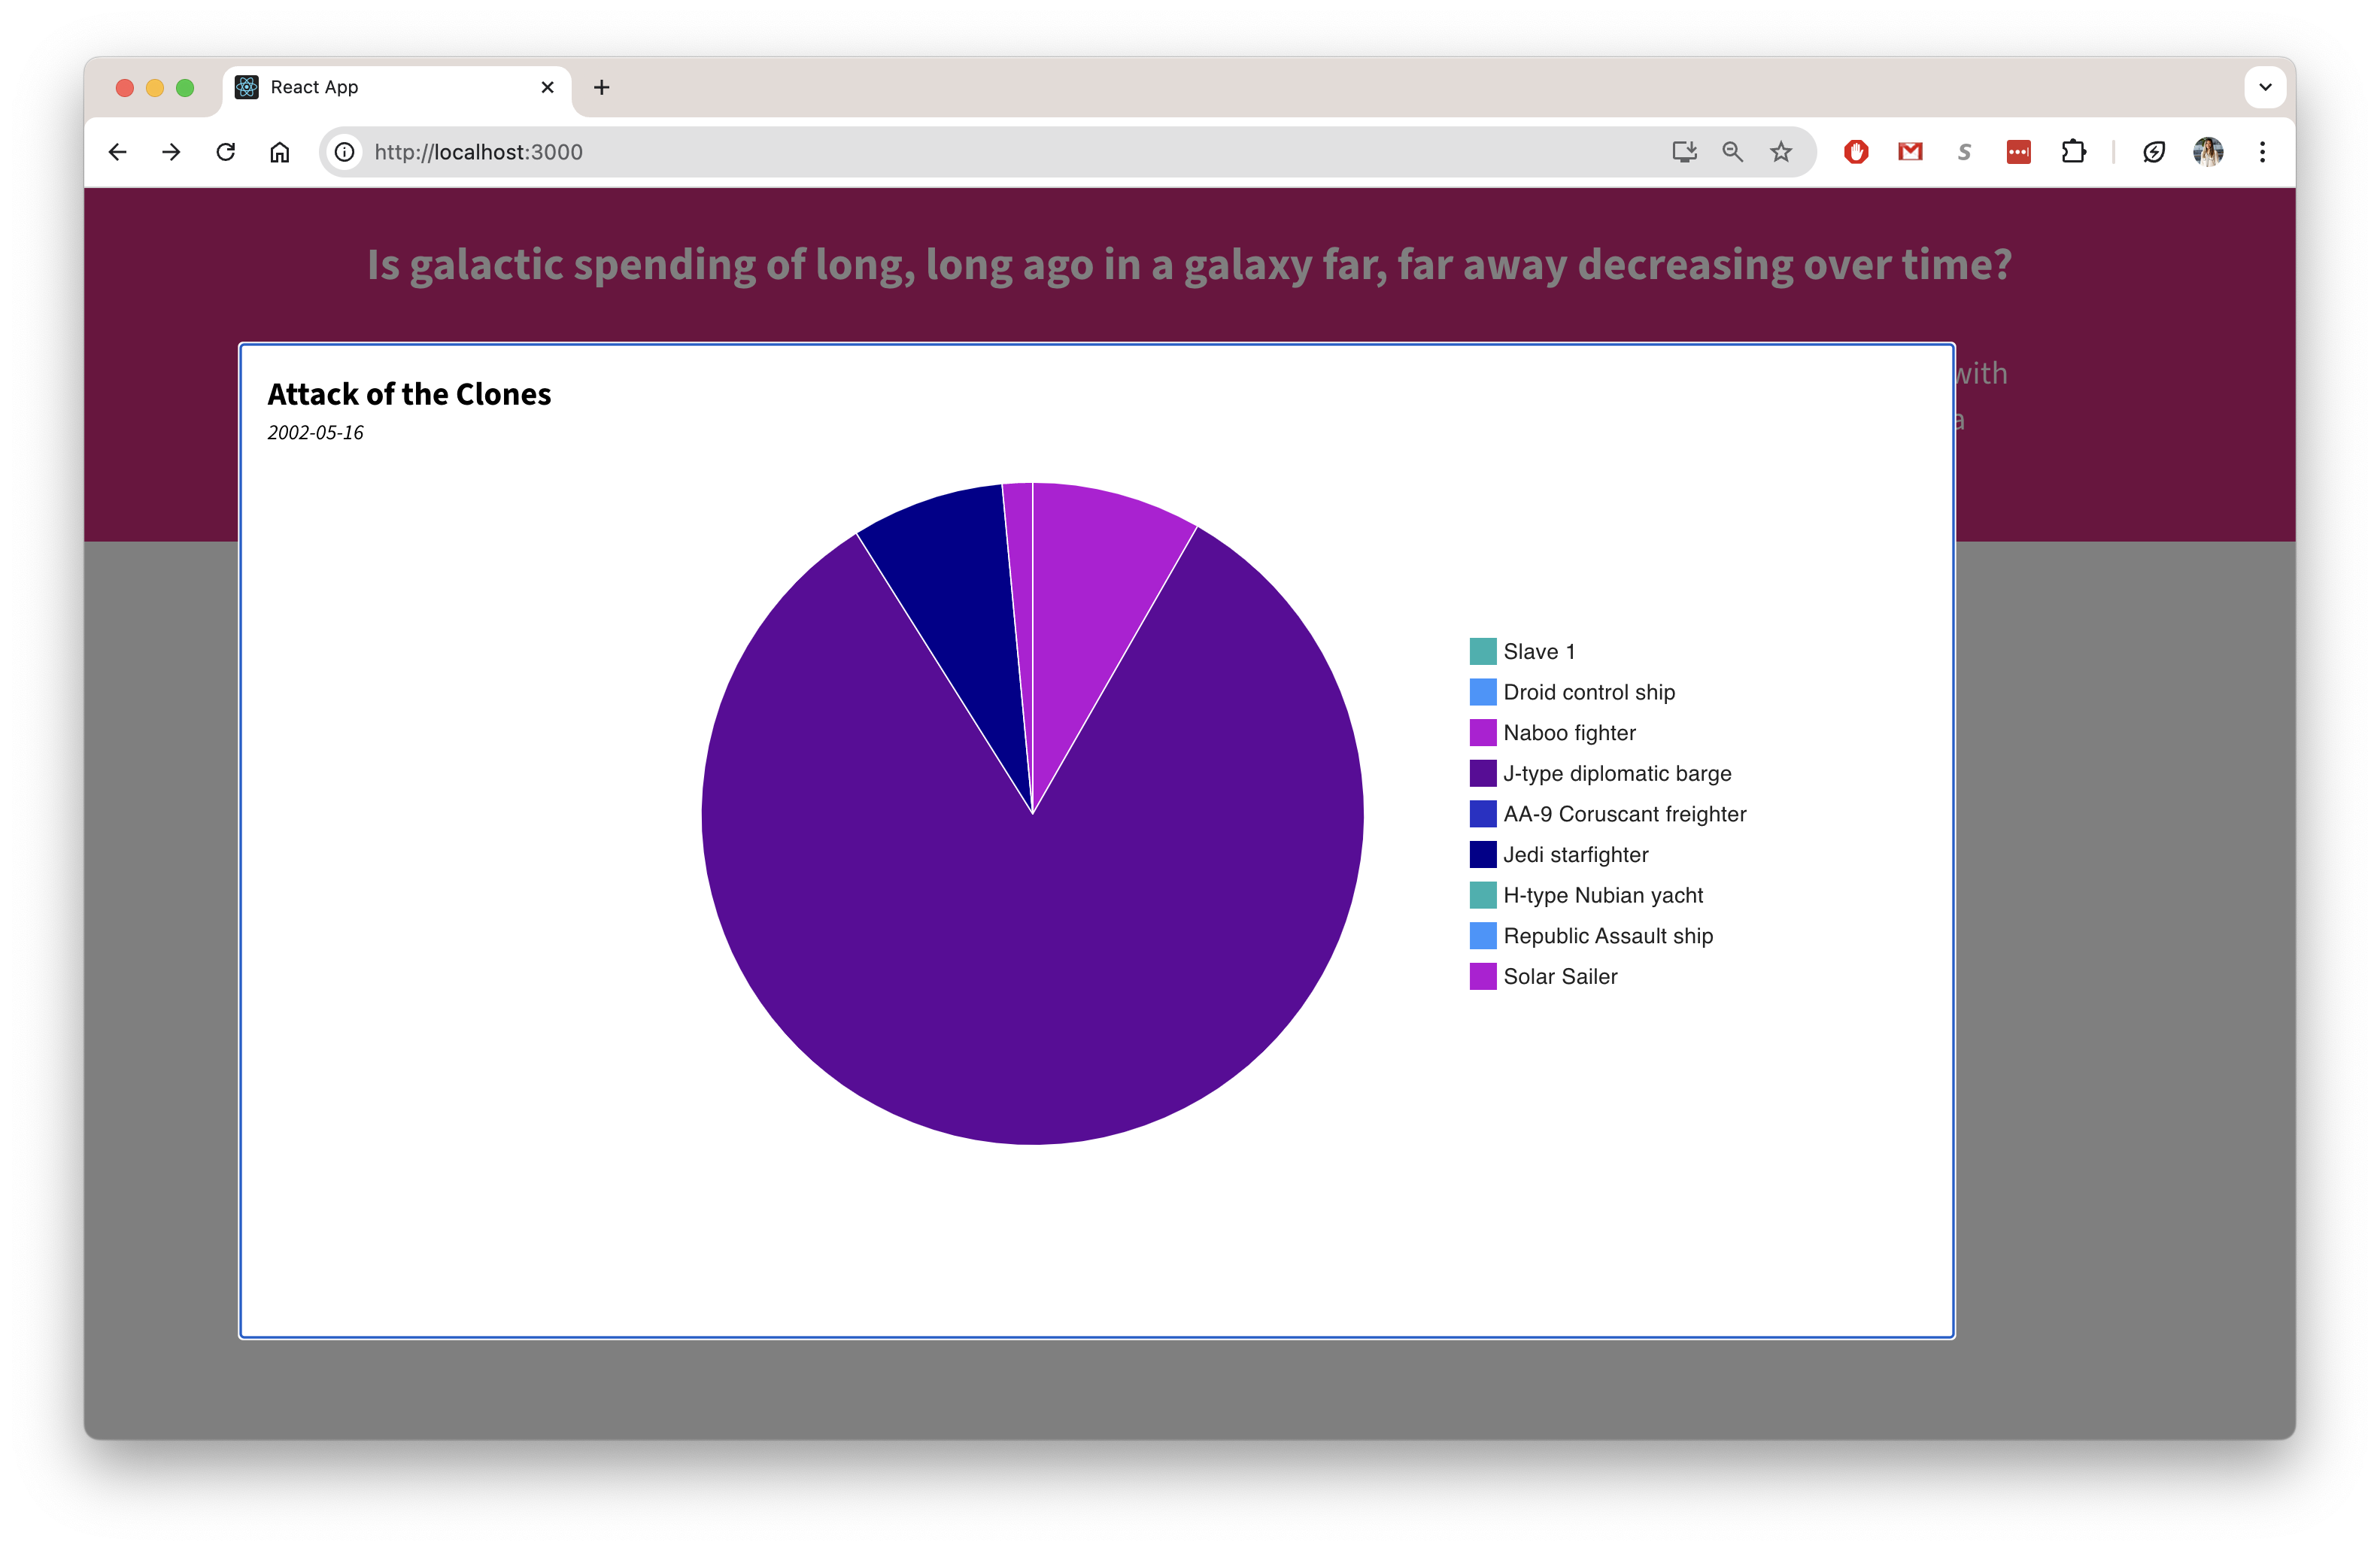 React App
http://localhost:3000
S
Is galactic spending of long, long ago in a galaxy far, far away decreasing over time?
with
a
Attack of the Clones
2002-05-16
Slave 1
Droid control ship
Naboo fighter
J-type diplomatic barge
AA-9 Coruscant freighter
Jedi starfighter
H-type Nubian yacht
Republic Assault ship
Solar Sailer